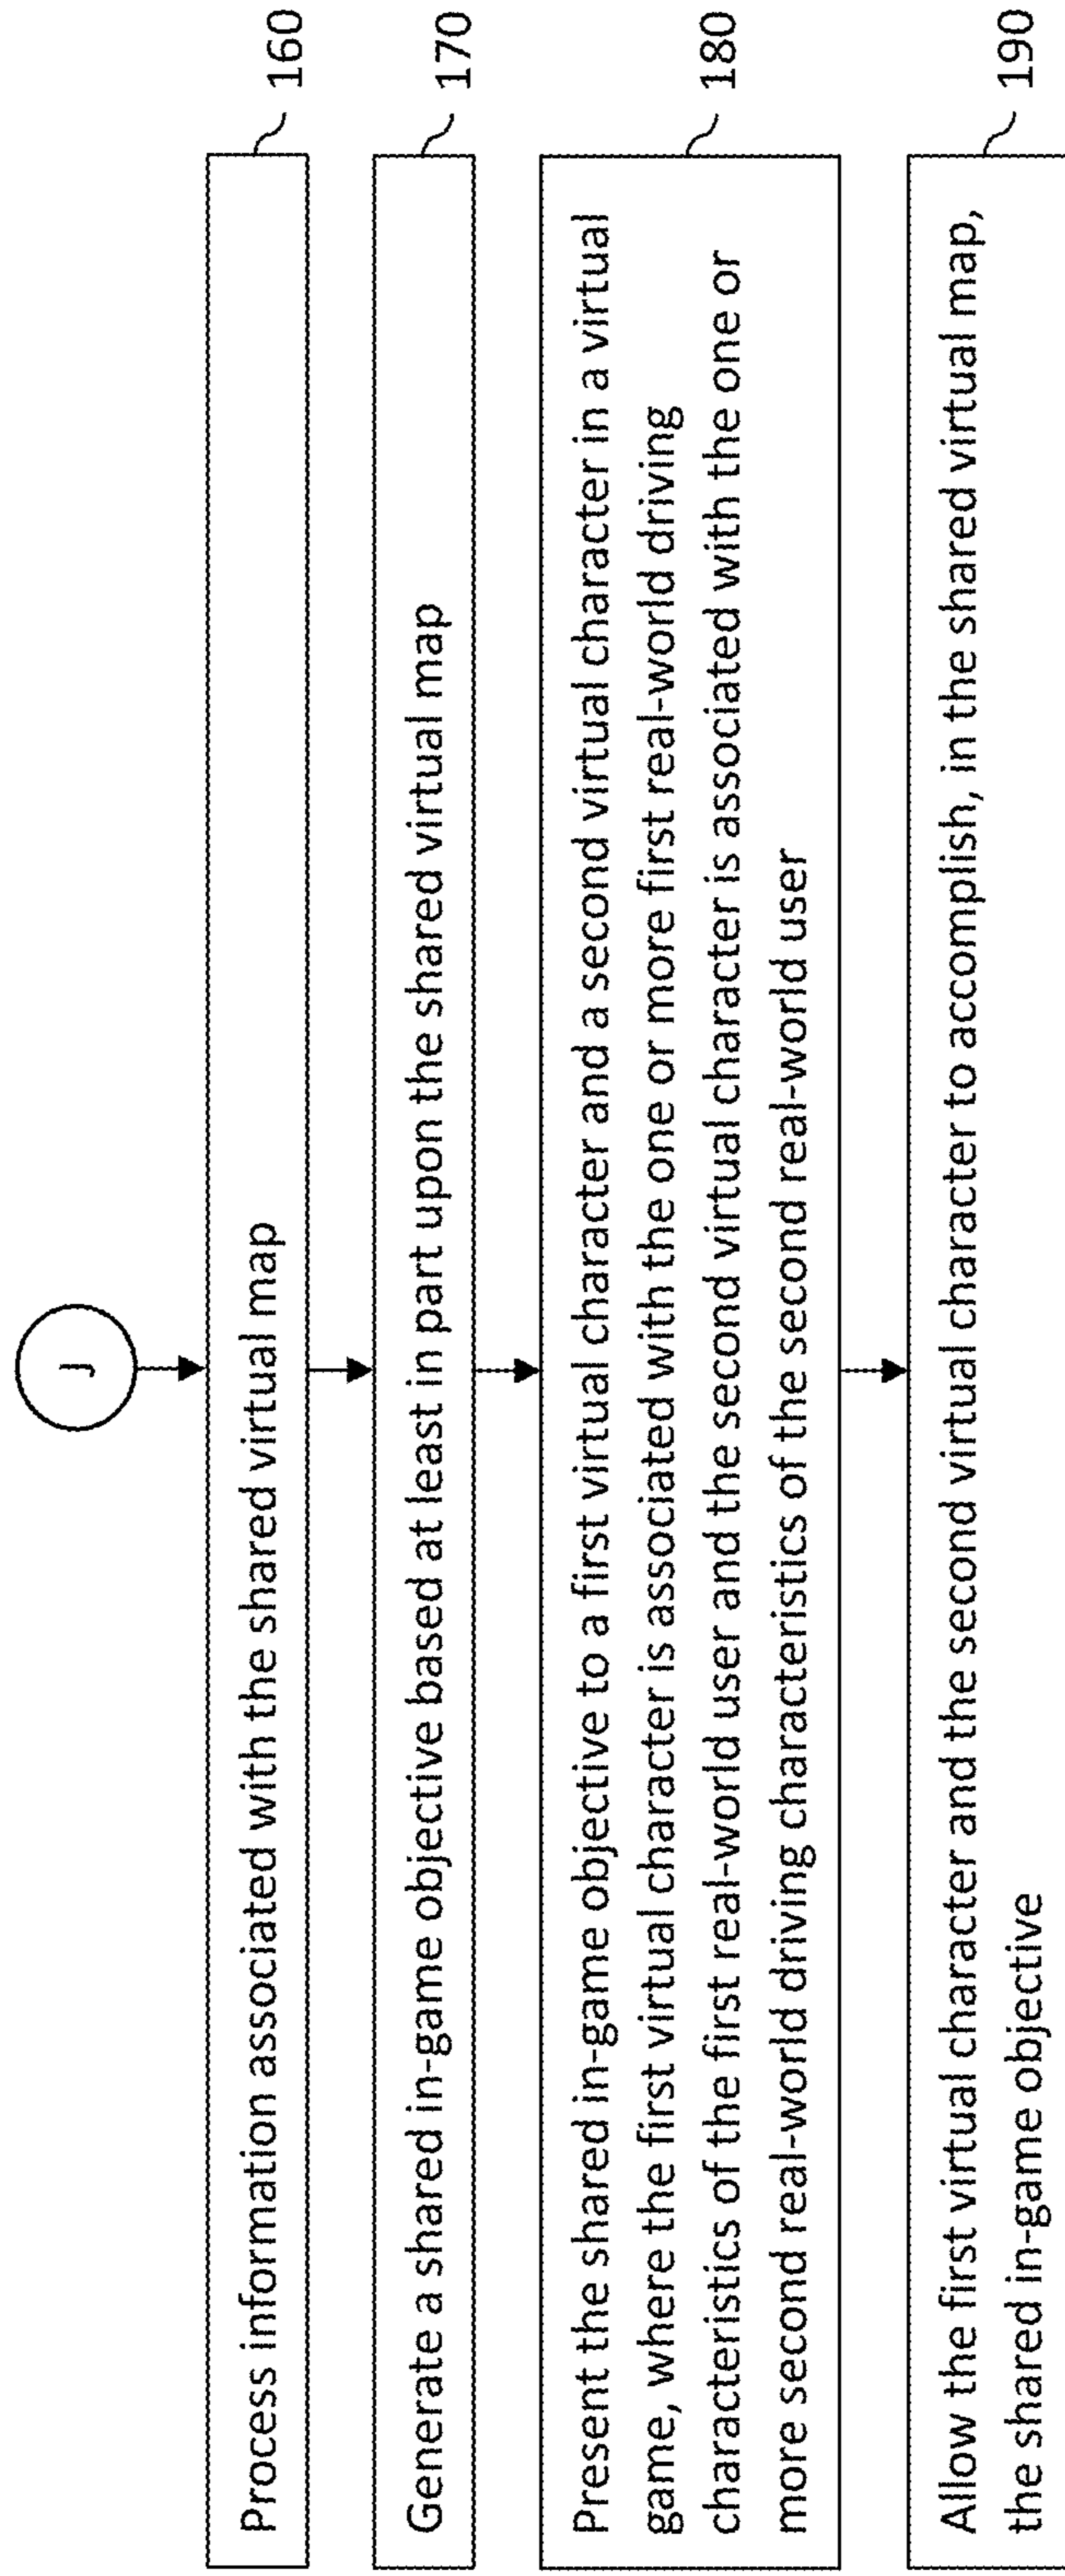 J
Process information associated with the shared virtual map
160
Generate a shared in-game objective based at least in part upon the shared virtual map
170
Present the shared in-game objective to a first virtual character and a second virtual character in a virtual
game, where the first virtual character is associated with the one or more first real-world driving
characteristics of the first real-world user and the second virtual character is associated with the one or
more second real-world driving characteristics of the second real-world user
180
Allow the first virtual character and the second virtual character to accomplish, in the shared virtual map,
the shared in-game objective
190